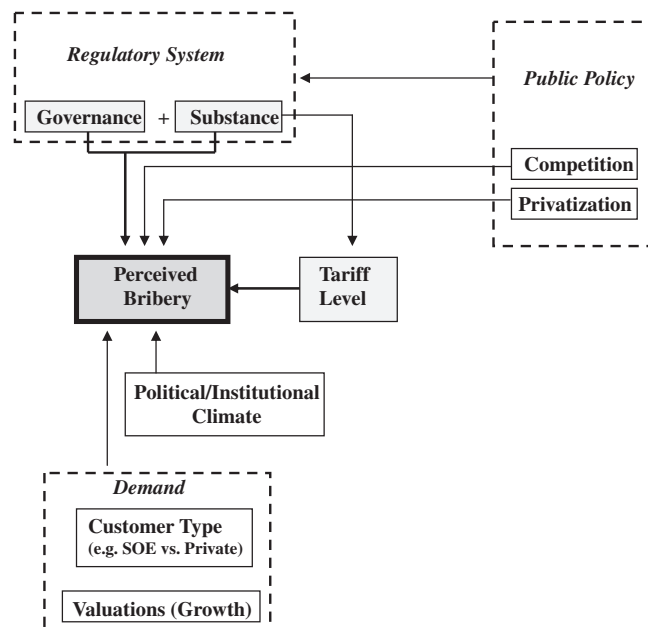 Regulatory System
Public Policy
Governance + Substance
Competition
Privatization
Perceived
Bribery
Tariff
Level
Political/Institutional
Climate
Demand
Customer Type
(e.g. SOE vs. Private)
Valuations (Growth)